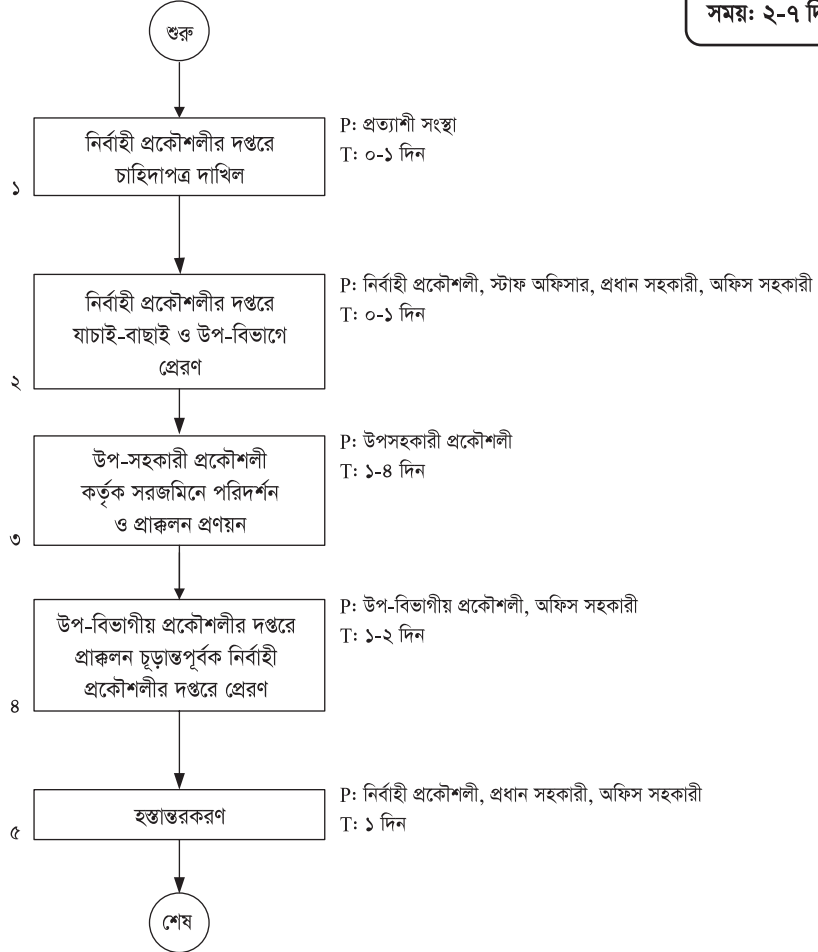 সময়: ২-৭
শুরু
নির্বাহী প্রকৌশলীর দপ্তরে
চাহিদাপত্র দাখিল
১
P: প্রত্যাশী সংস্থা
T: ০-১ দিন
নির্বাহী প্রকৌশলীর দপ্তরে
যাচাই-বাছাই ও উপ-বিভাগে
প্রেরণ
২
P: নির্বাহী প্রকৌশলী, স্টাফ অফিসার, প্রধান সহকারী, অফিস সহকারী
T: ০-১ দিন
উপ-সহকারী প্রকৌশলী
কর্তৃক সরজমিনে পরিদর্শন
ও প্রাক্কলন প্রণয়ন
৩
P: উপসহকারী প্রকৌশলী
T: ১-৪ দিন
উপ-বিভাগীয় প্রকৌশলীর দপ্তরে
প্রাক্কলন চূড়ান্তপূর্বক নির্বাহী
প্রকৌশলীর দপ্তরে প্রেরণ
৪
P: উপ-বিভাগীয় প্রকৌশলী, অফিস সহকারী
T: ১-২ দিন
হস্তান্তরকরণ
৫
P: নির্বাহী প্রকৌশলী, প্রধান সহকারী, অফিস সহকারী
T: ১ দিন
শেষ